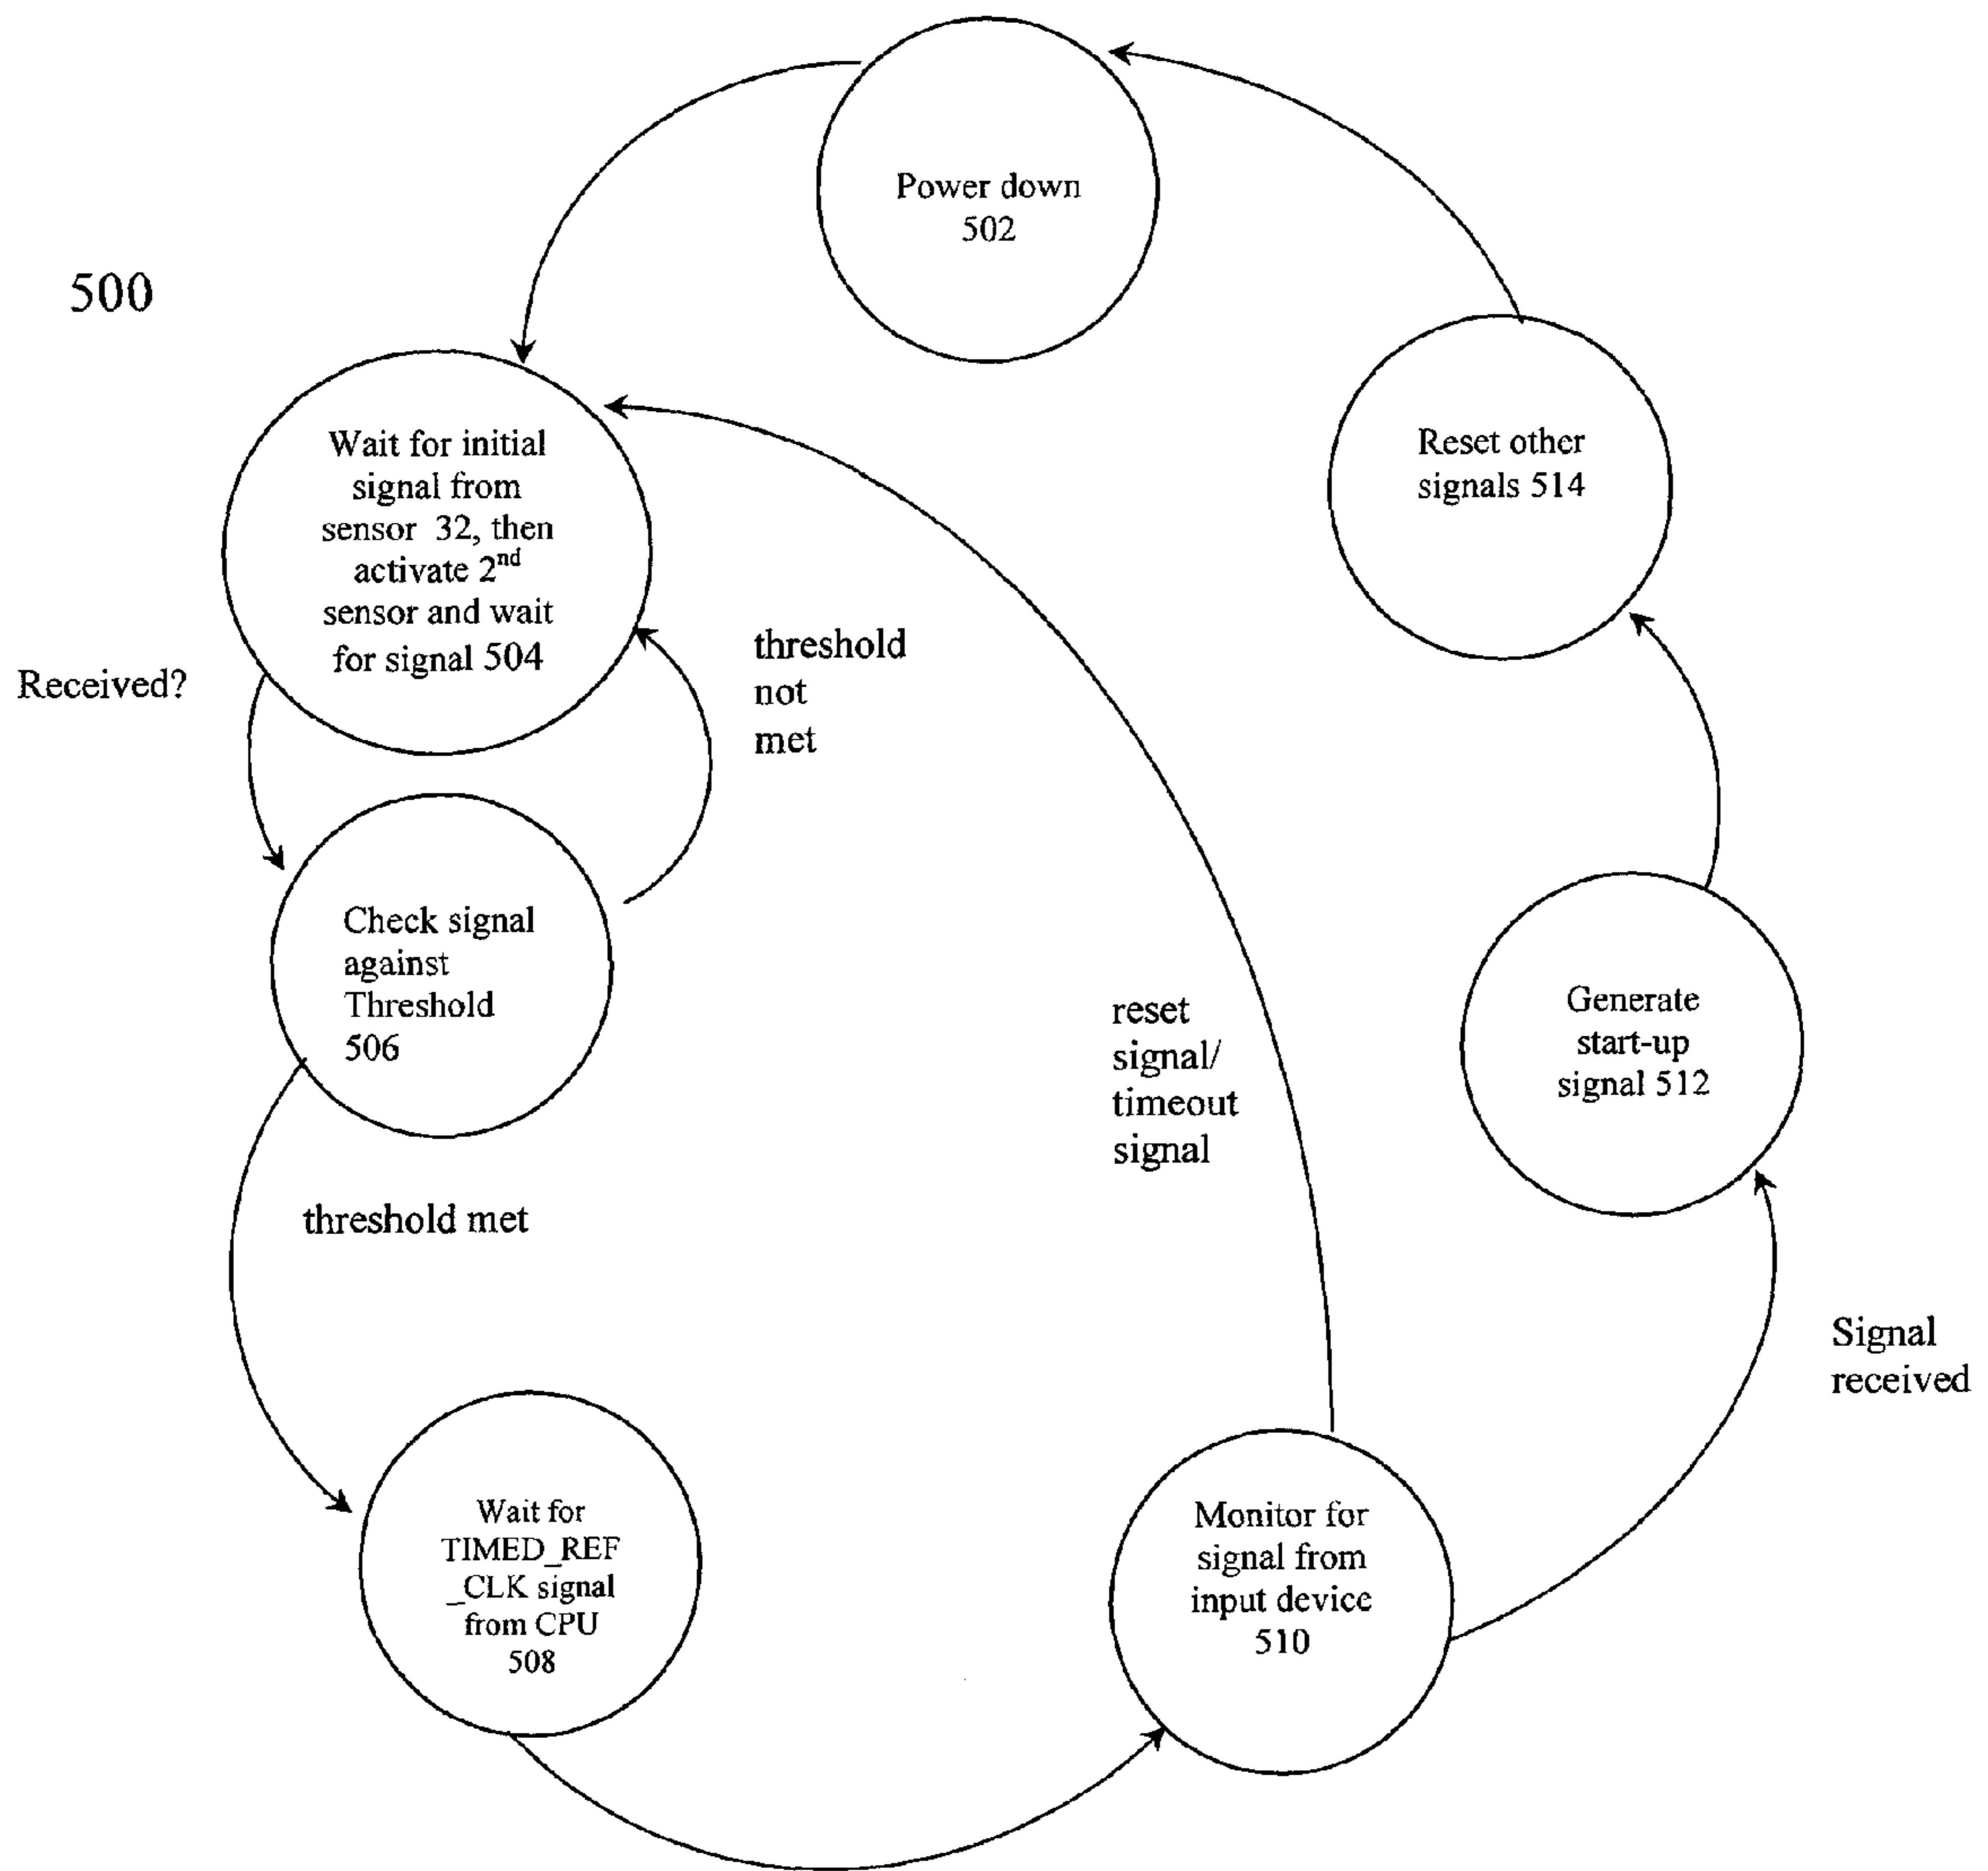 Power down
502
500
Wait for initial
signal from
sensor 32, then
activate 2nd
sensor and wait
for signal 504
Reset other
signals 514
Received?
threshold
not
met
Check signal
against
Threshold
506
Generate
start-up
signal 512
reset
signal/
timeout
signal
threshold met
Signal
received
Wait for
TIMED_REF
_CLK signal
from CPU
508
Monitor for
signal from
input device
510